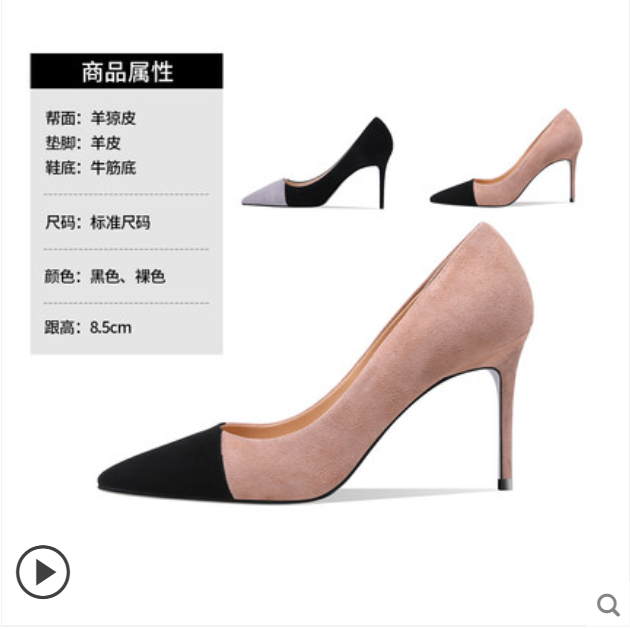 商品属性
帮面：羊猄皮
垫脚：羊皮
鞋底：牛筋底
尺码：标准尺码
颜色：黑色、裸色
跟高：8.5cm